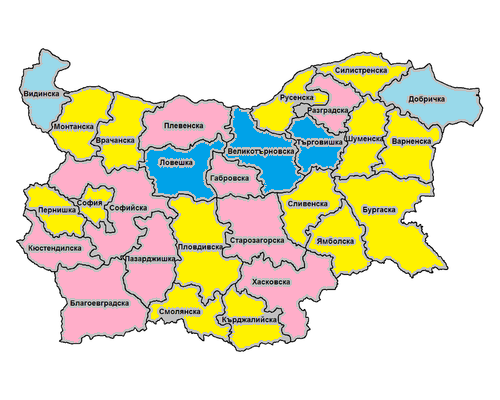 Силистренска
Видинска
Русенска
Добричка
Разградска
Монтанска
Плевенска
Врачанска
Търговишка
Шуменска
Варненска
Великотърновска
Ловешка
Габровска
София
Сливенска
Пернишка
Софийска
Бургаска
Кюстендилска
Пловдивска
Старозагорска
Ямболска
Пазарджишка
Хасковска
Благоевградска
Смолянска
Кърджалийска